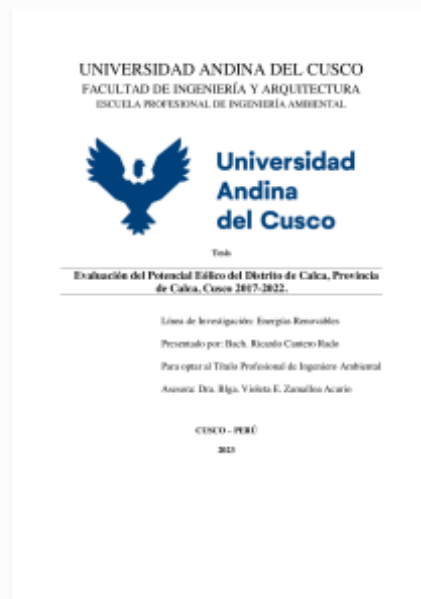 UNIVERSIDAD ANDINA DEL CUSCO
FACULTAD DE INGENIERÍA Y ARQUITECTURA
ESCUELA PROFESIONAL DE INGENIERÍA AMBIENTAL
Universidad
Andina
del Cusco
Tesis
Evaluación del Potencial Eólico del Distrito de Calca, Provincia
de Calca, Cusco 2017-2022.
Línea de Investigación: Energías Renovables
Presentado por: Bach. Ricardo Cantero Rado
Para optar al Título Profesional de Ingeniero Ambiental
Asesora: Dra. Blga. Violeta E. Zamalloa Acurio
CUSCO – PERÚ
2023